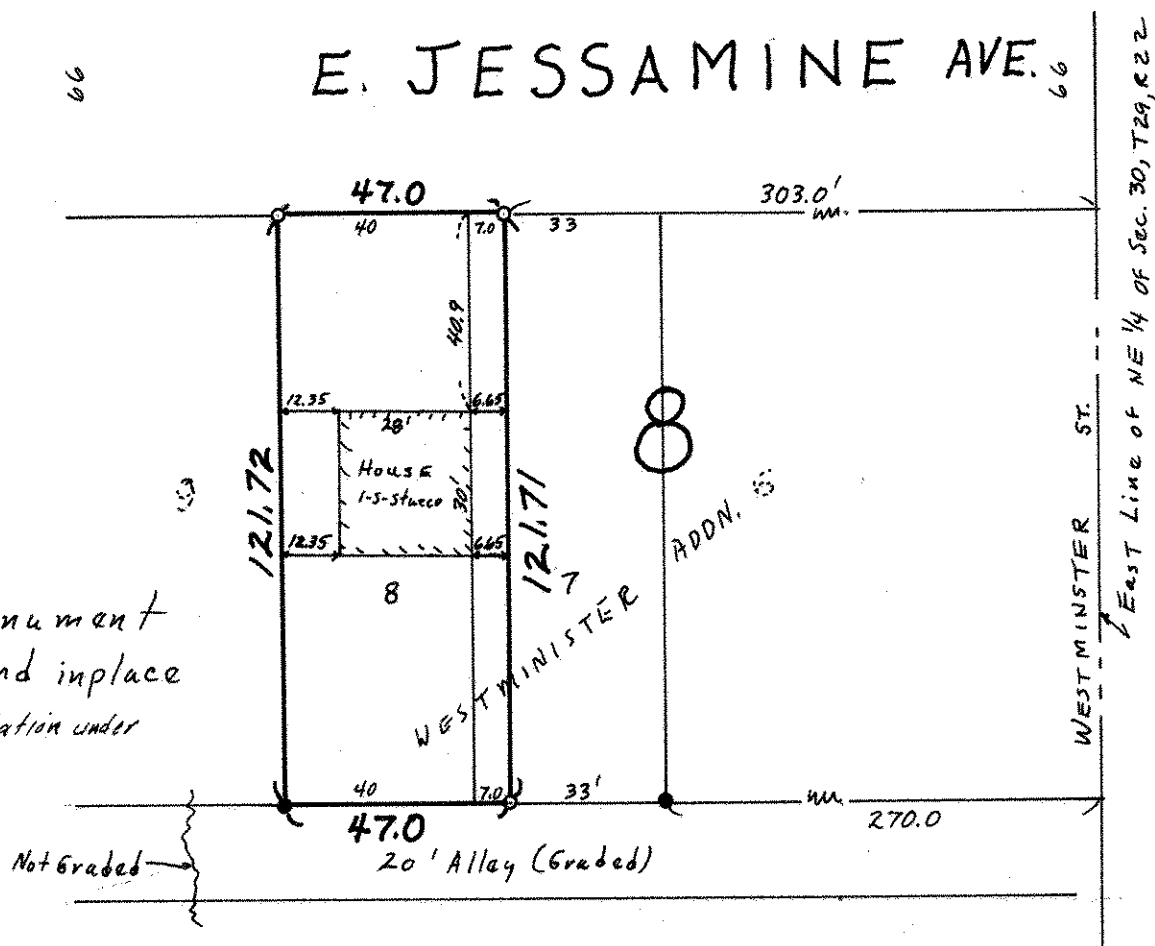 66
E. JESSAMINE AVE.
66
East Line of NE 1/4 of Sec. 30, T29, R22
47.0
303.0'
40
7.0
33
40.9
12.35
6.65
28'
8
House
1-S-Stucco
30'
121.72
121.71
12.35
6.65
8
7
WESTMINISTER ADDN.
WESTMINSTER ST.
nument
nd inplace
ation under
40
7.0
33'
47.0
270.0
Not Graded
20' Alley (Graded)